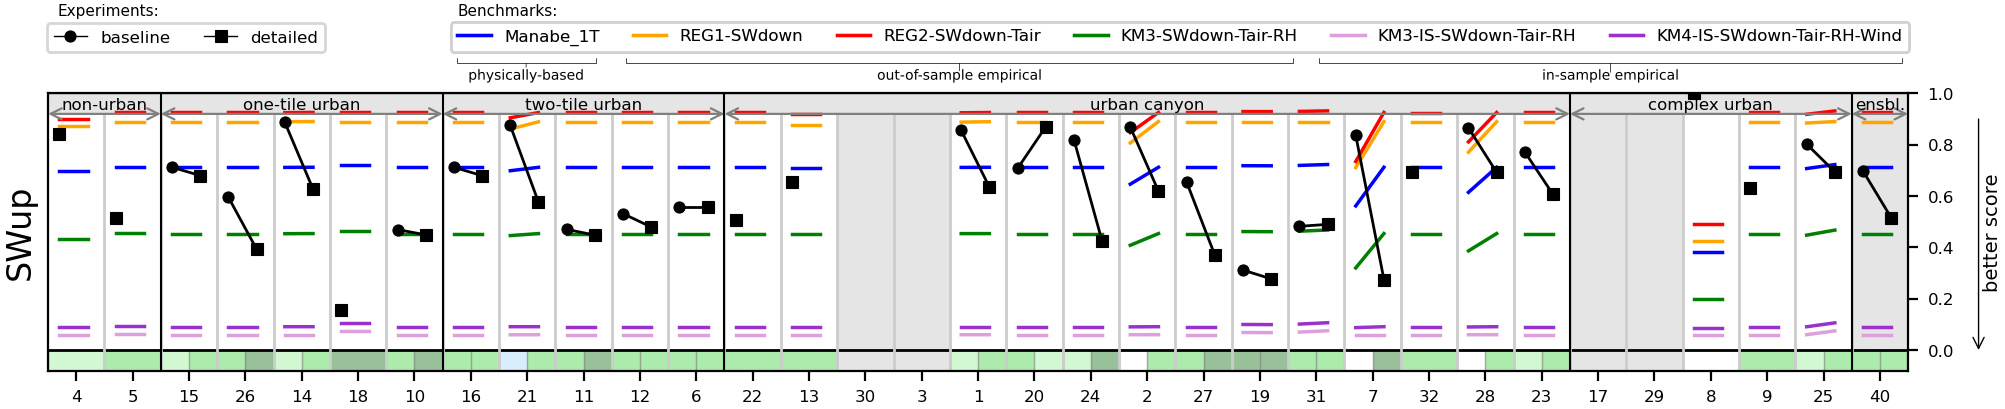 Experiments: Benchmarks:
baseline detailed Manabe_1T REG1-SWdown REG2-SWdown-Tair KM3-SWdown-Tair-RH KM3-IS-SWdown-Tair-RH KM4-IS-SWdown-Tair-RH-Wind
physically-based out-of-sample empirical in-sample empirical
non-urban one-tile urban two-tile urban urban canyon complex urban ensbl.
1.0
0.8
0.6
0.4
0.2
0.0
SWup
better score
4 5 15 26 14 18 10 16 21 11 12 6 22 13 30 3 1 20 24 2 27 19 31 7 32 28 23 17 29 8 9 25 40